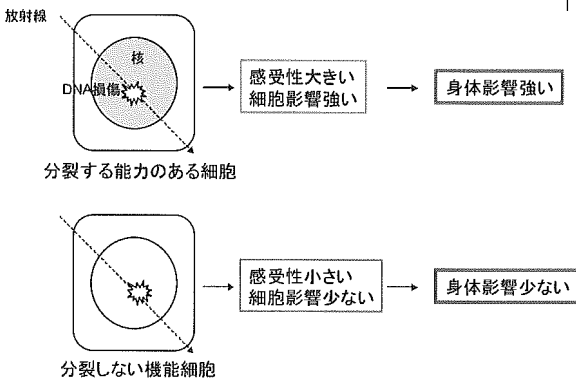 放射線
核
DNA損傷
感受性大きい
細胞影響強い
身体影響強い
分裂する能力のある細胞
感受性小さい
細胞影響少ない
身体影響少ない
分裂しない機能細胞